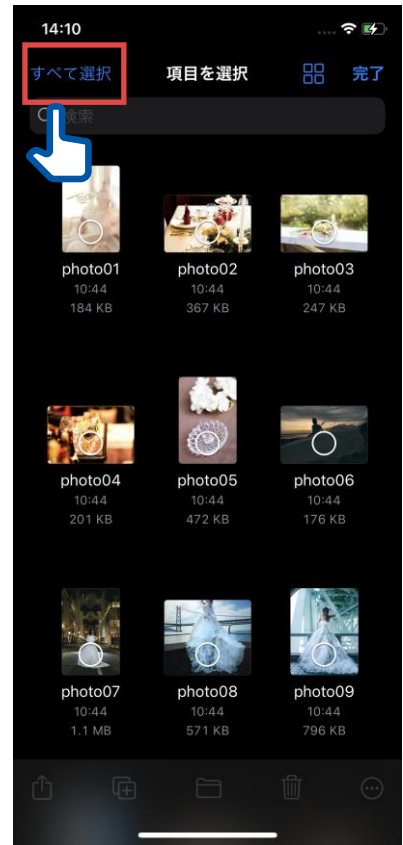 14:10
すべて選択 項目を選択 完了
検索
photo01 photo02 photo03
10:44 10:44 10:44
184 KB 367 KB 247 KB
photo04 photo05 photo06
10:44 10:44 10:44
201 KB 472 KB 176 KB
photo07 photo08 photo09
10:44 10:44 10:44
1.1 MB 571 KB 796 KB